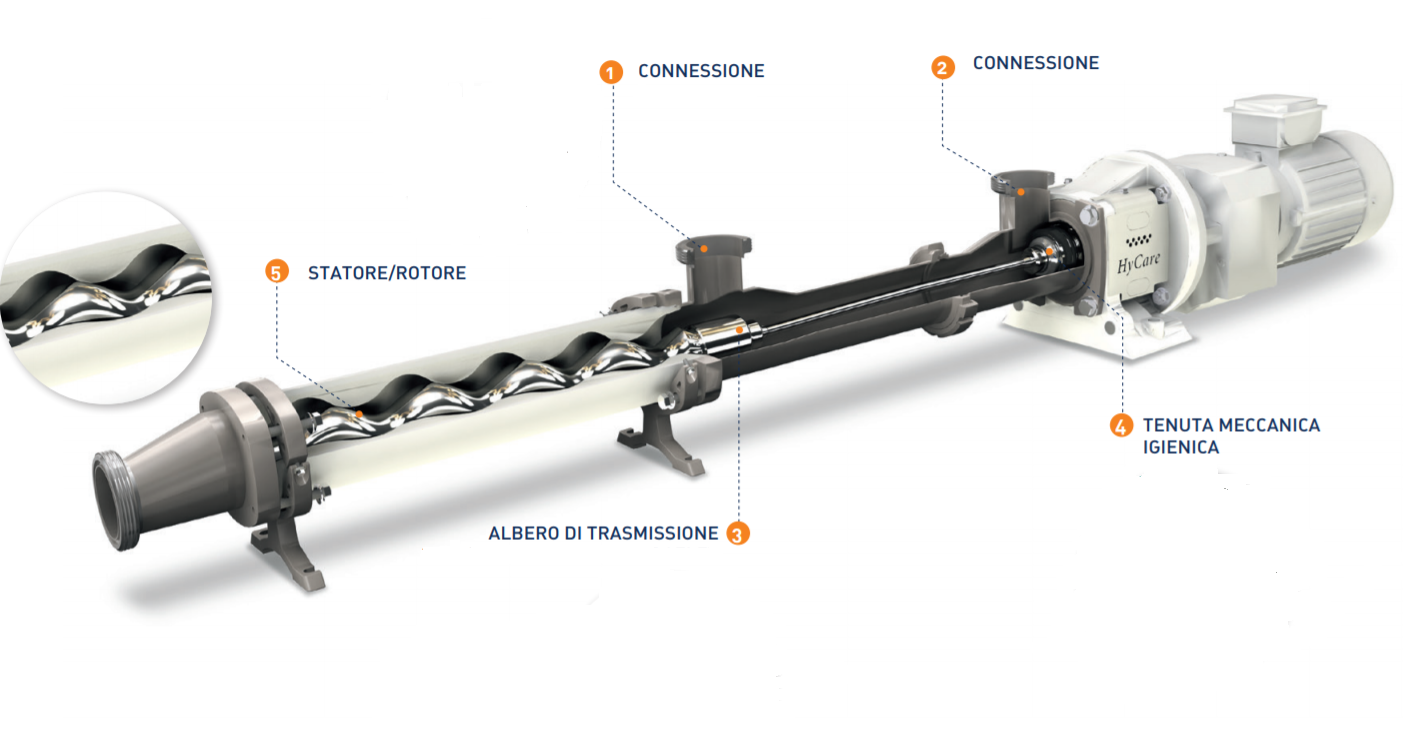 1 CONNESSIONE
2 CONNESSIONE
5 STATORE/ROTORE
HyCare
4 TENUTA MECCANICA
IGIENICA
ALBERO DI TRASMISSIONE 3